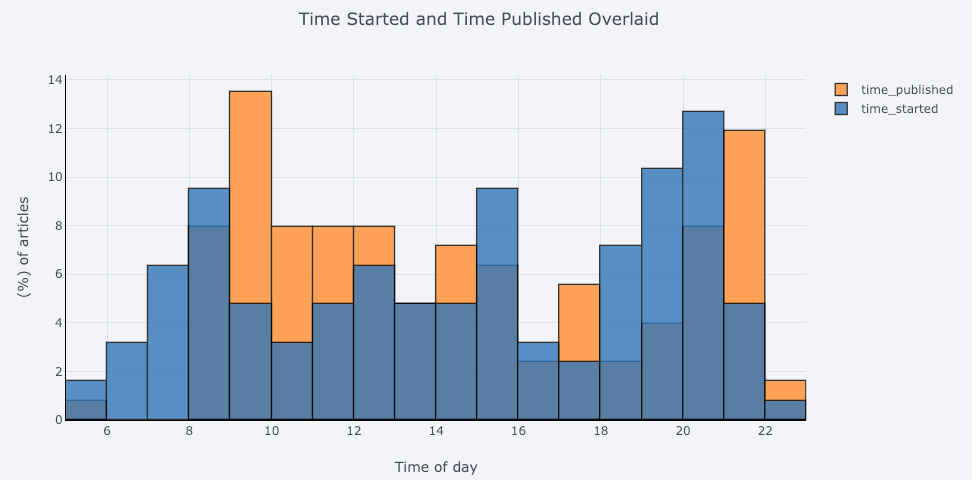 Time Started and Time Published Overlaid
14
12
10
8
6
4
2
0
(%) of articles
6 8 10 12 14 16 18 20 22
Time of day
time_published
time_started